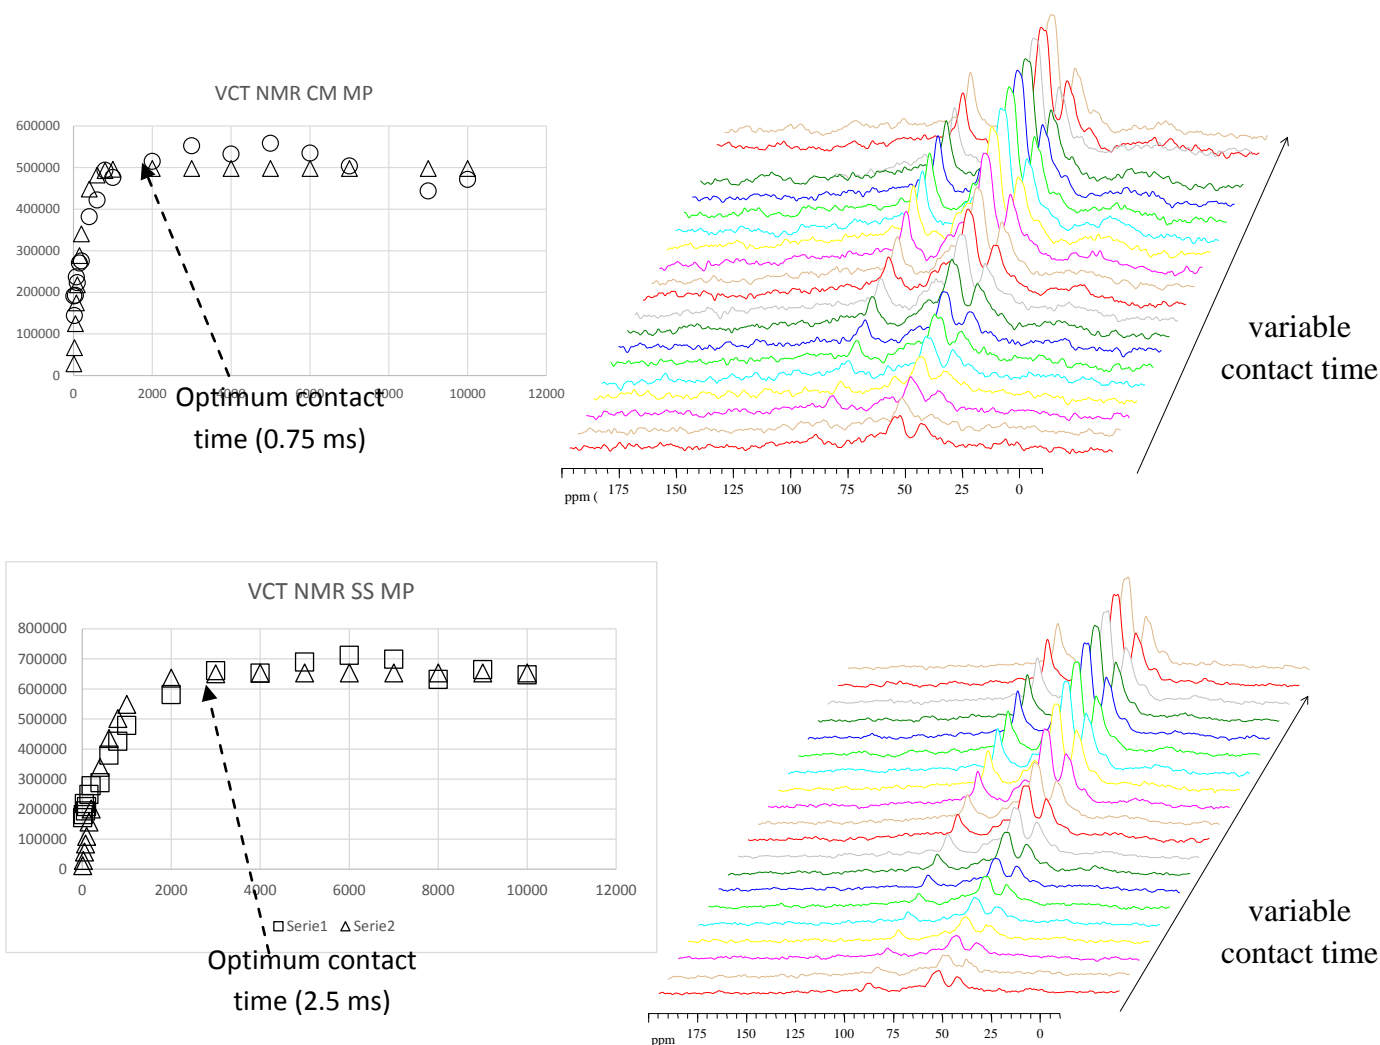 VCT NMR CM MP
600000
500000
400000
300000
200000
100000
0
0 2000 4000 6000 8000 10000 12000
Optimum contact
time (0.75 ms)
variable
contact time
ppm ( 175 150 125 100 75 50 25 0
VCT NMR SS MP
800000
700000
600000
500000
400000
300000
200000
100000
0
0 2000 4000 6000 8000 10000 12000
Serie1 Serie2
Optimum contact
time (2.5 ms)
variable
contact time
ppm 175 150 125 100 75 50 25 0